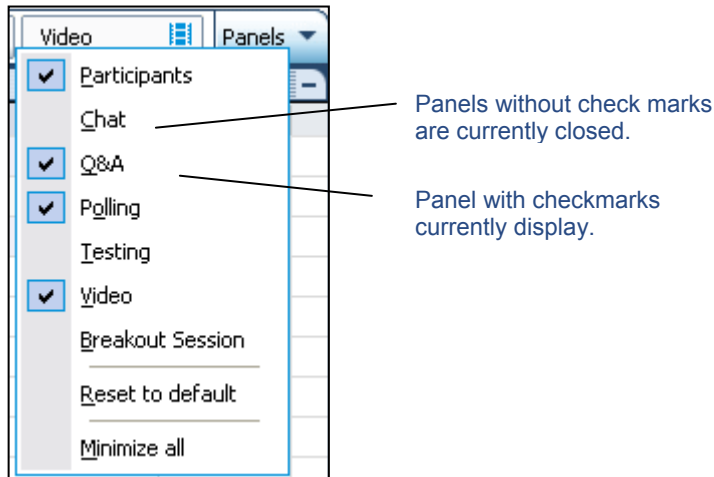 Video Panels
Participants
Chat
Q&A
Polling
Testing
Video
Breakout Session
Reset to default
Minimize all
Panels without check marks
are currently closed.
Panel with checkmarks
currently display.